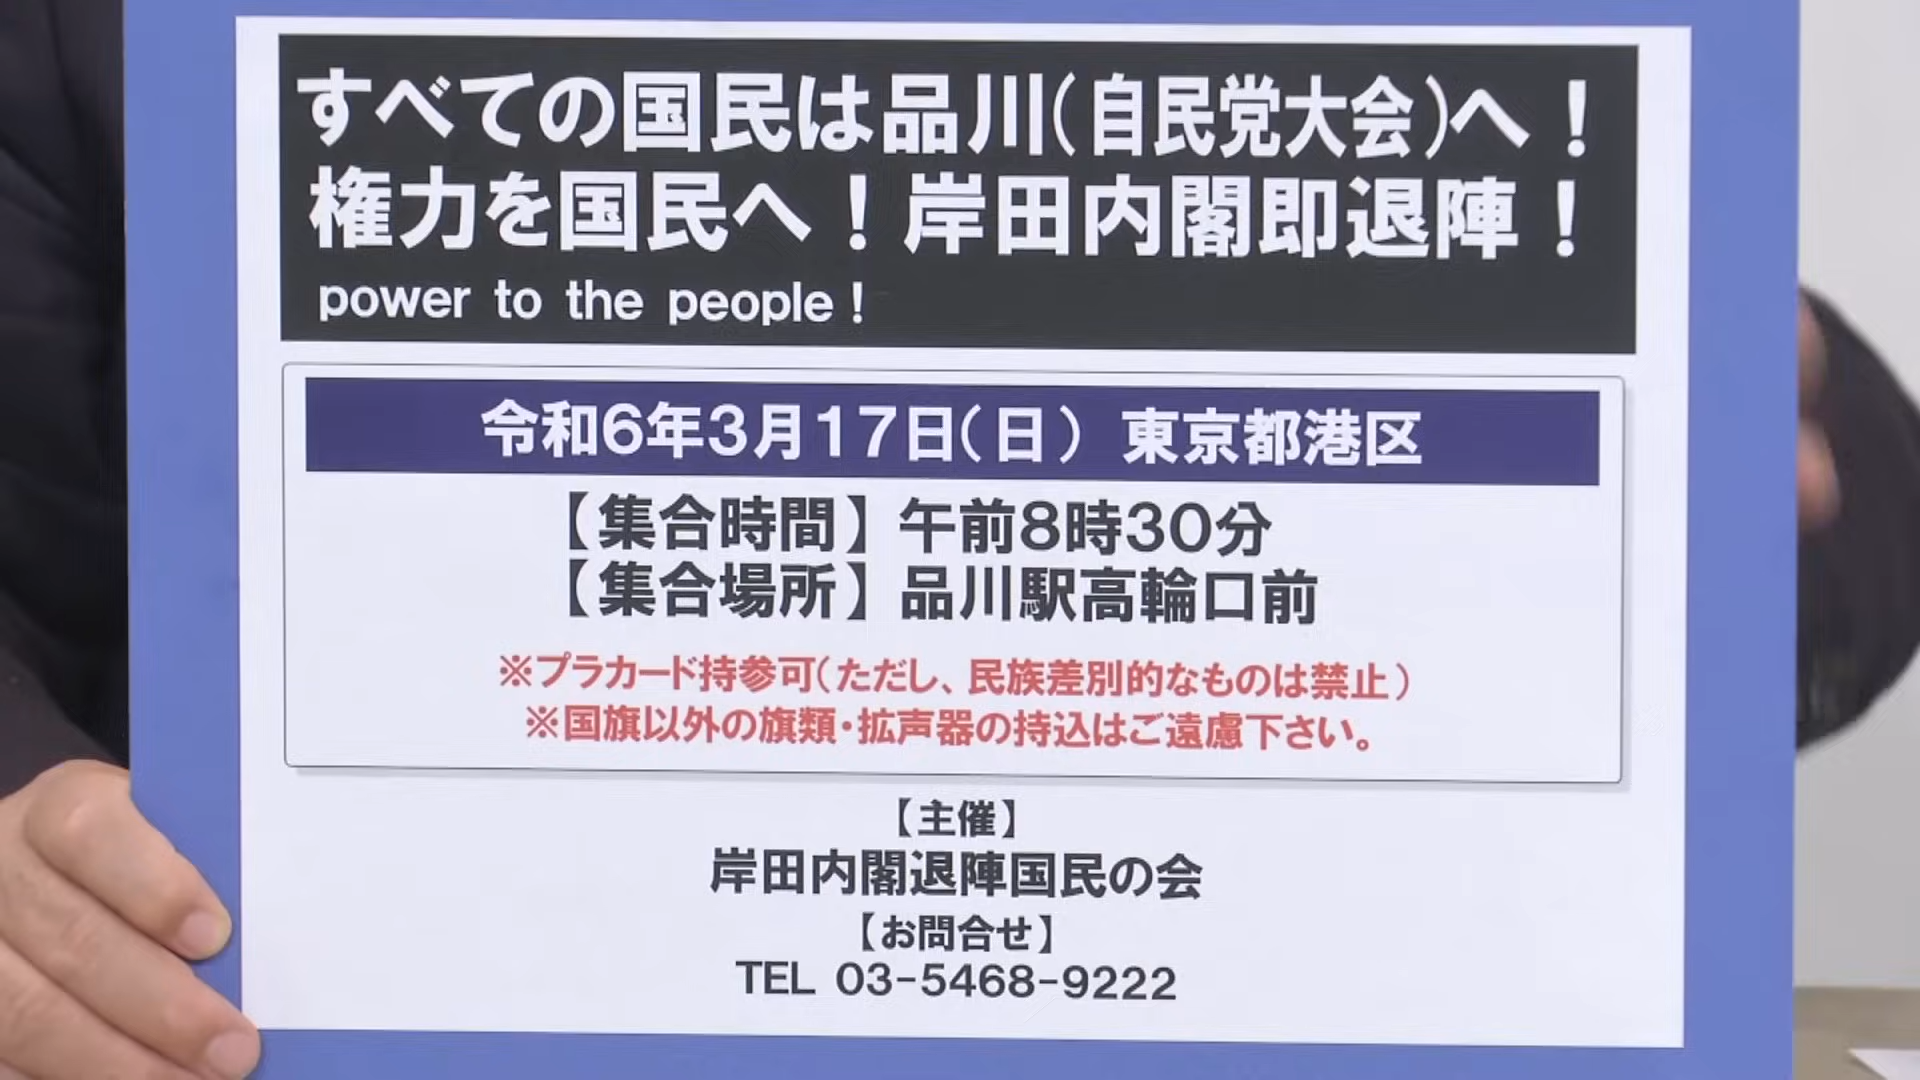 すべての国民は品川(自民党大会)へ!
権力を国民へ!岸田内閣即退陣!
power to the people!
令和6年3月17日(日) 東京都港区
【集合時間】午前8時30分
【集合場所】品川駅高輪口前
※プラカード持参可(ただし、民族差別的なものは禁止)
※国旗以外の旗類・拡声器の持込はご遠慮下さい。
【主催】
岸田内閣退陣国民の会
【お問合せ】
TEL 03-5468-9222